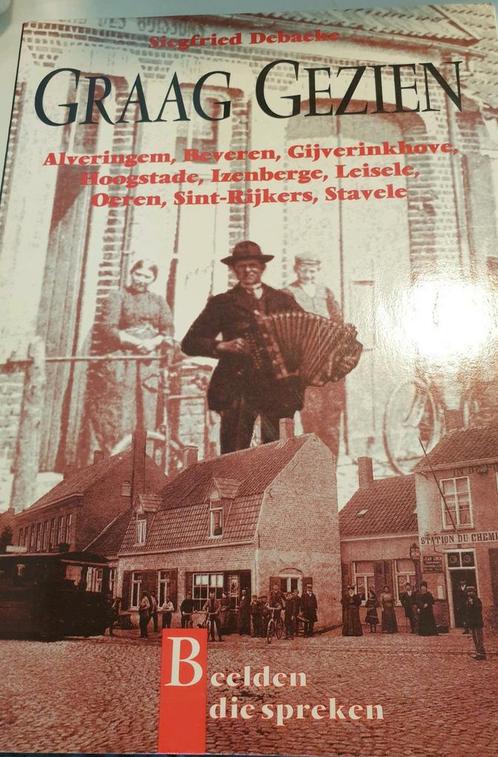 Siegfried Debaeke
GRAAG GEZIEN
Alveringem, Beveren, Gijverinkhove,
Hoogstade, Izenberge, Leisele,
Oeren, Sint-Rijkers, Stavele
STATION DU CHEMI
Beelden
die spreken